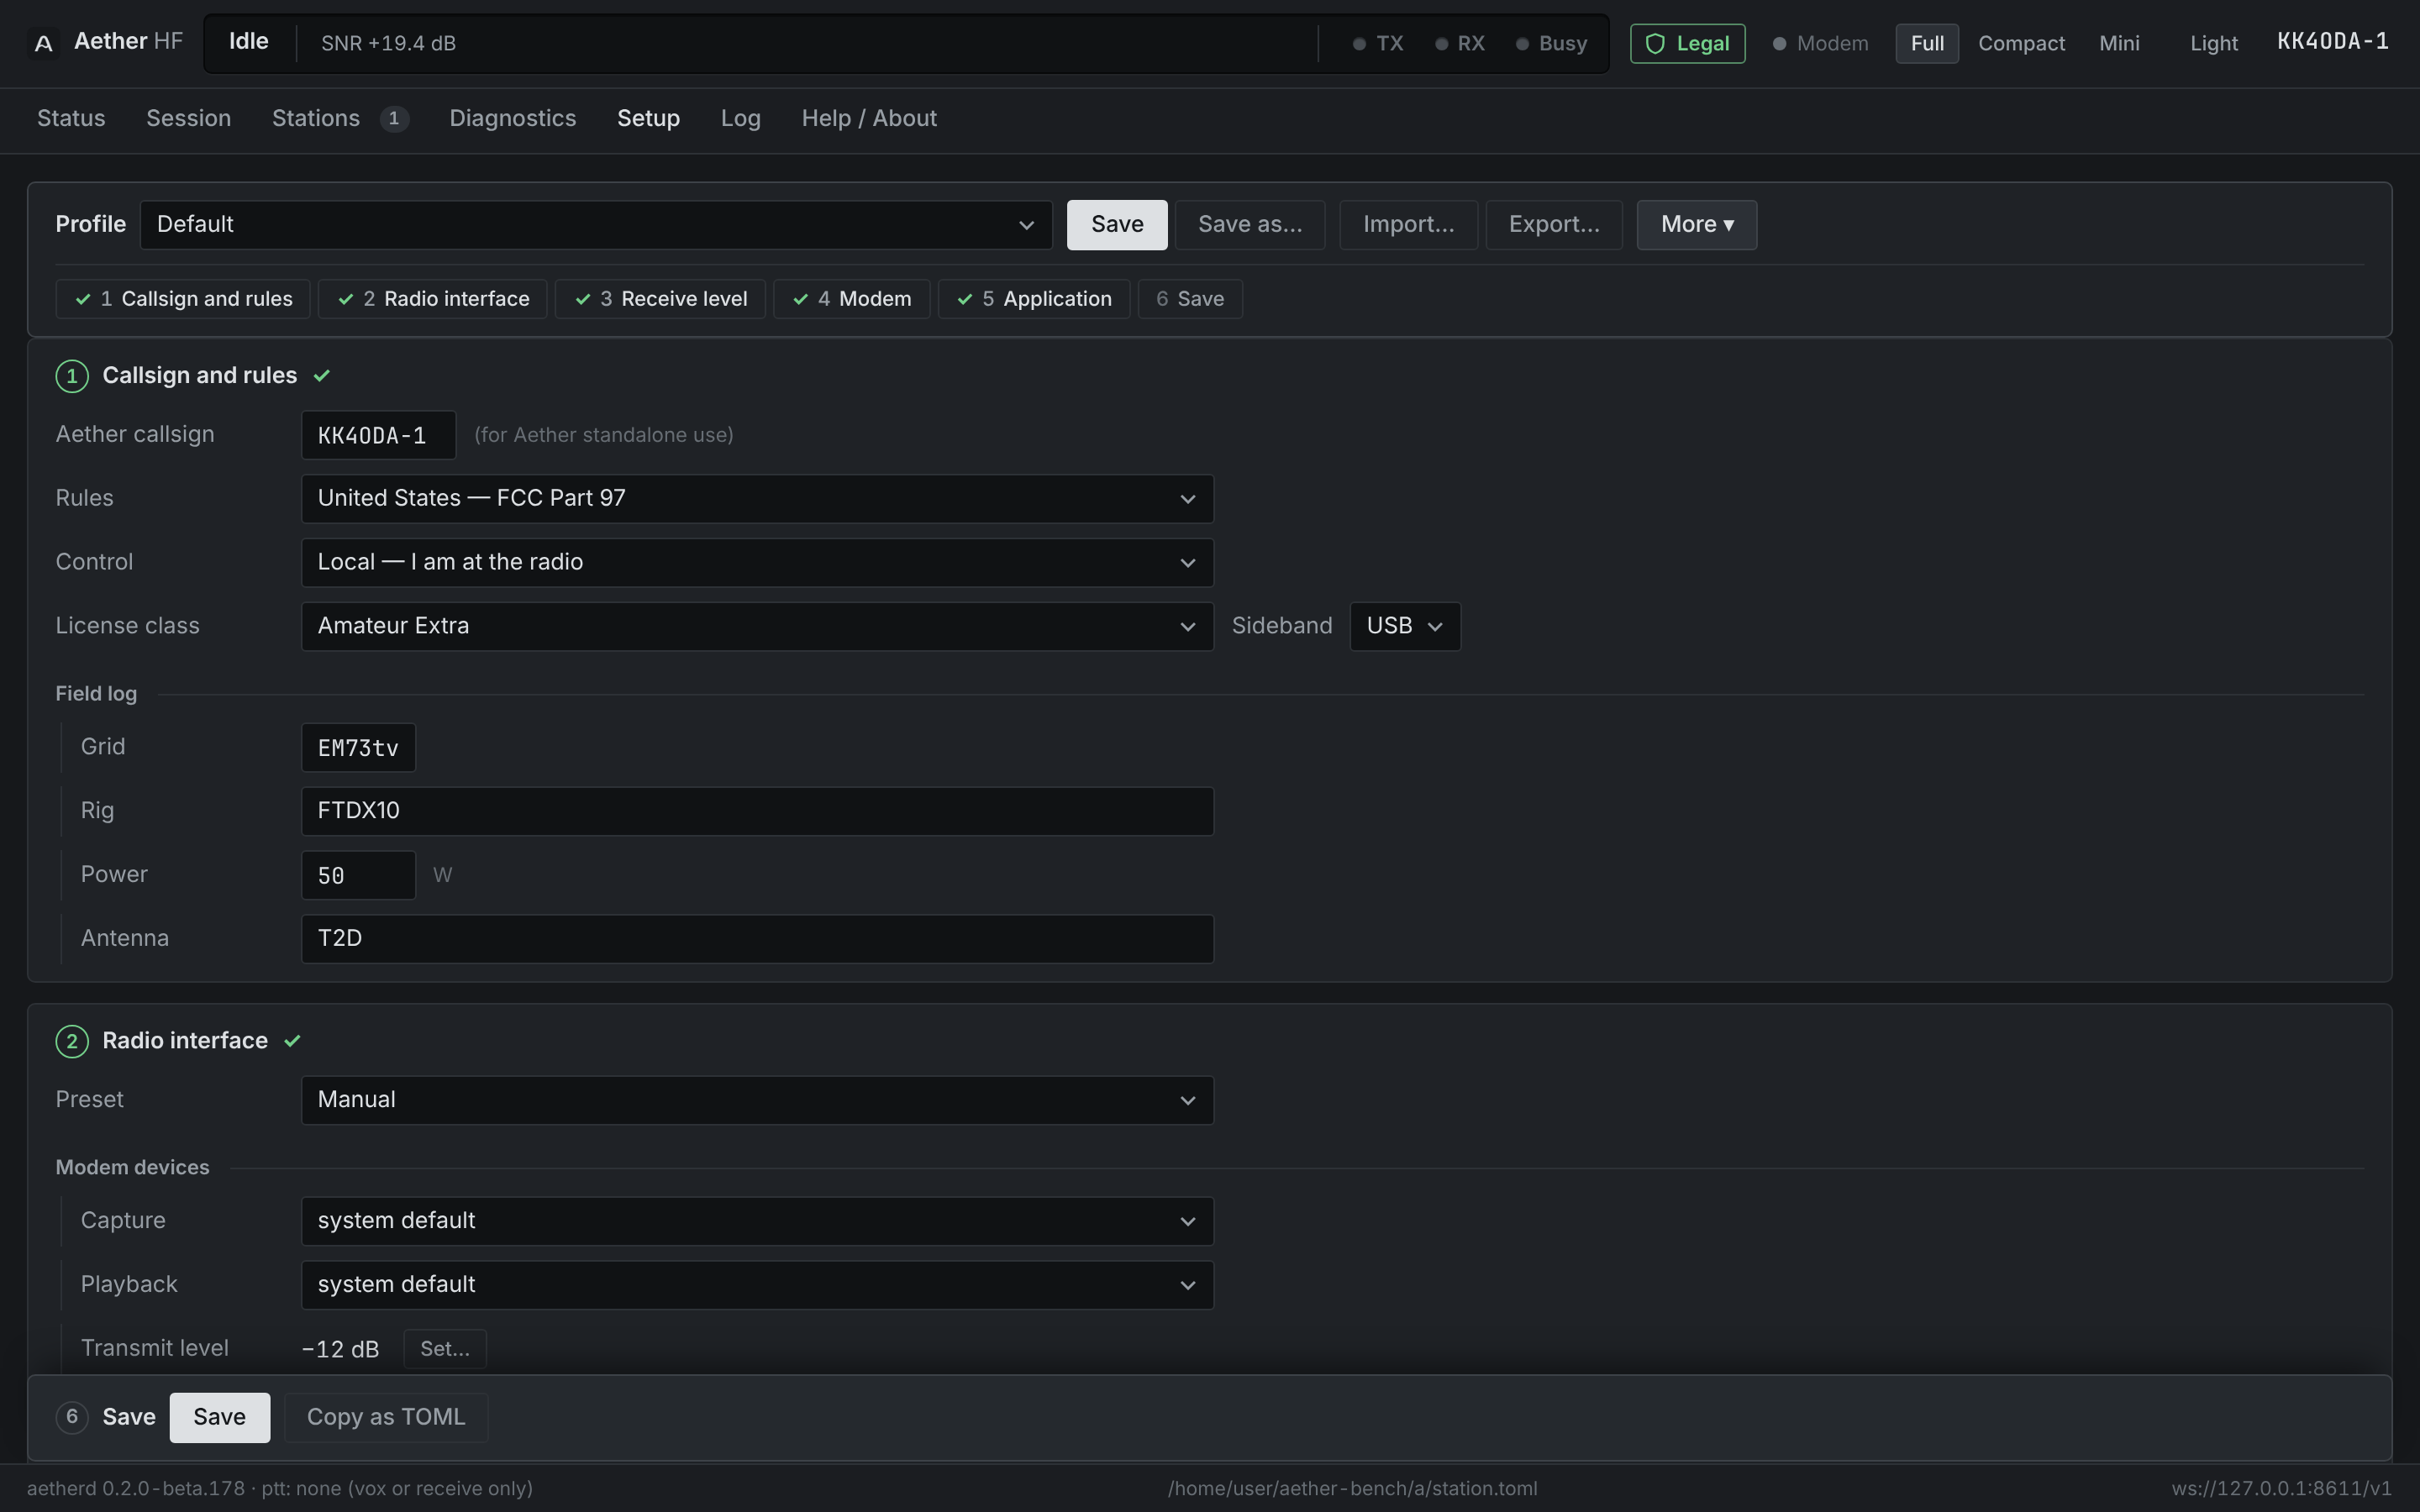 Aether HF Idle SNR +19.4 dB TX RX Busy Legal Modem Full Compact Mini Light KK4ODA-1
Status Session Stations 1 Diagnostics Setup Log Help / About
Profile Default Save Save as... Import... Export... More ▾
✓ 1 Callsign and rules ✓ 2 Radio interface ✓ 3 Receive level ✓ 4 Modem ✓ 5 Application 6 Save
1 Callsign and rules ✓
Aether callsign KK4ODA-1 (for Aether standalone use)
Rules United States — FCC Part 97
Control Local — I am at the radio
License class Amateur Extra Sideband USB
Field log
Grid EM73tv
Rig FTDX10
Power 50 W
Antenna T2D
2 Radio interface ✓
Preset Manual
Modem devices
Capture system default
Playback system default
Transmit level −12 dB Set...
6 Save Save Copy as TOML
aetherd 0.2.0-beta.178 · ptt: none (vox or receive only) /home/user/aether-bench/a/station.toml ws://127.0.0.1:8611/v1